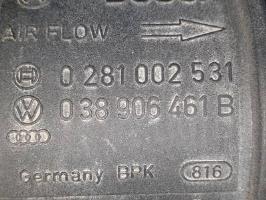 AIR FLOW
0 281 002 531
038 906 461 B
Germany BPK 816